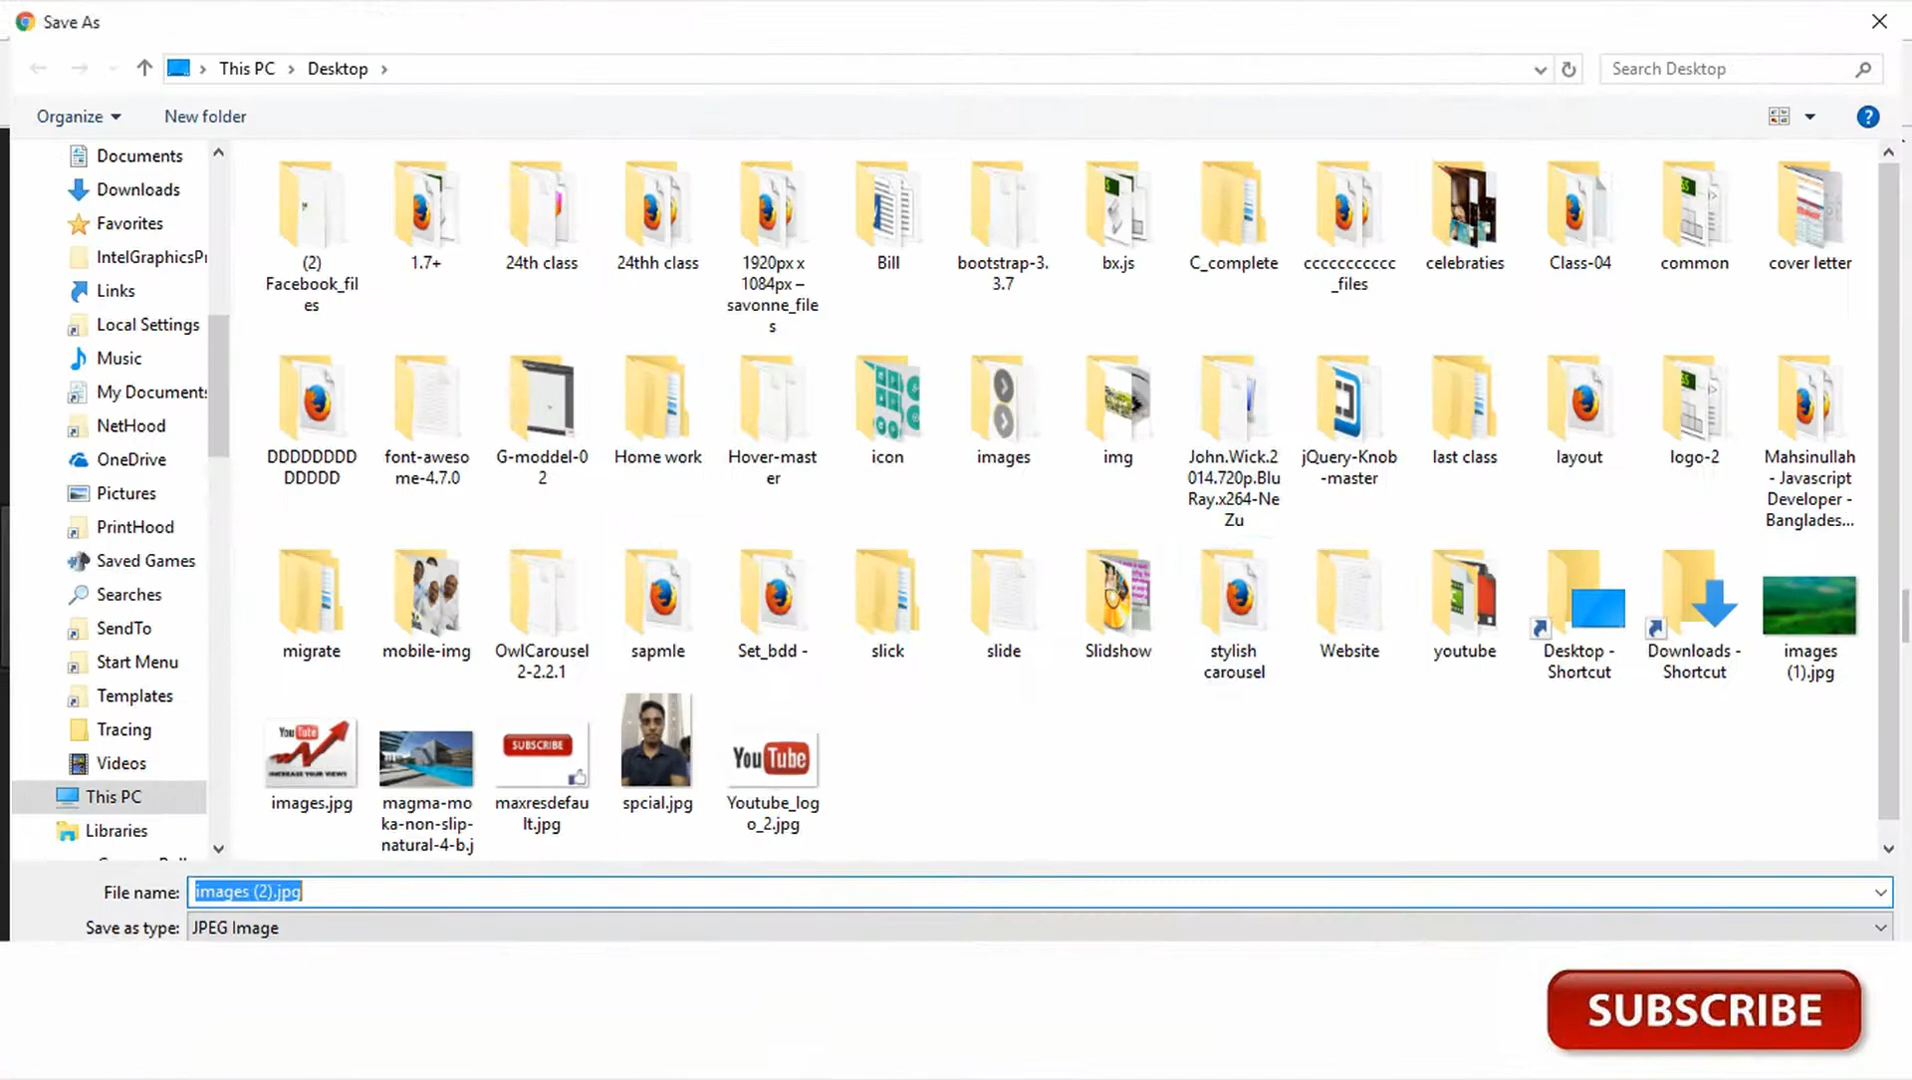 Save As
This PC
Desktop
Search Desktop
Organize
New folder
Documents
Downloads
Favorites
IntelGraphicsPr
Links
Local Settings
Music
My Documents
NetHood
OneDrive
Pictures
PrintHood
Saved Games
Searches
SendTo
Start Menu
Templates
Tracing
Videos
This PC
Libraries
(2)
Facebook_fil
es
1.7+
24th class
24thh class
1920px x
1084px –
savonne_file
s
Bill
bootstrap-3.
3.7
bx.js
C_complete
ccccccccccc
_files
celebraties
Class-04
common
cover letter
DDDDDDDD
DDDDD
font-aweso
me-4.7.0
G-moddel-0
2
Home work
Hover-mast
er
icon
images
img
John.Wick.2
014.720p.Blu
Ray.x264-Ne
Zu
jQuery-Knob
-master
last class
layout
logo-2
Mahsinullah
- Javascript
Developer -
Banglades...
migrate
mobile-img
OwlCarousel
2-2.2.1
sapmle
Set_bdd -
slick
slide
Slidshow
stylish
carousel
Website
youtube
Desktop -
Shortcut
Downloads -
Shortcut
images
(1).jpg
You Tube
INCREASE YOUR VIEWS
images.jpg
magma-mo
ka-non-slip-
natural-4-b.j
SUBSCRIBE
maxresdefau
lt.jpg
spcial.jpg
You Tube
Youtube_log
o_2.jpg
File name:
images (2).jpg
Save as type:
JPEG Image
SUBSCRIBE